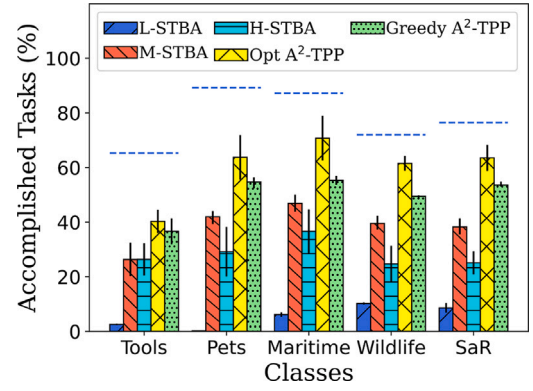 Accomplished Tasks (%)
100
80
60
40
20
0
L-STBA
M-STBA
H-STBA
Opt A²-TPP
Greedy A²-TPP
Tools
Pets
Maritime
Wildlife
SaR
Classes